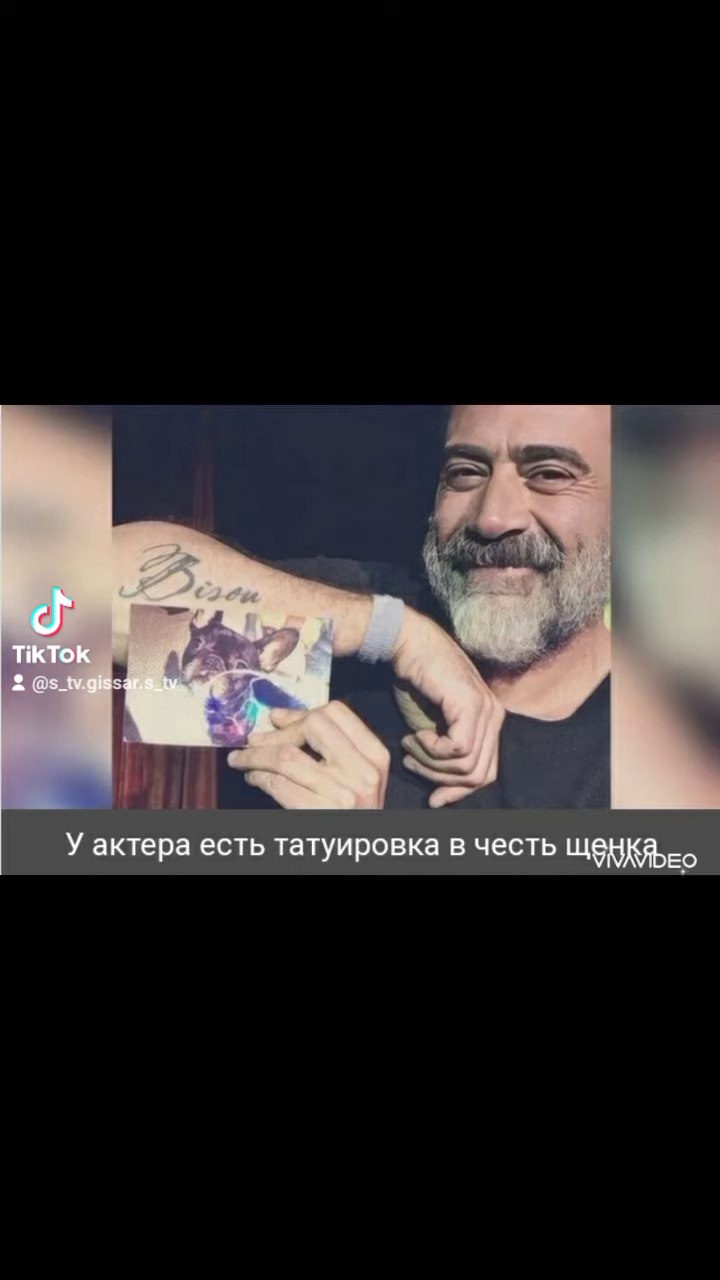 Bisou
TikTok
@s_tv.gissar.s_tv
У актера есть татуировка в честь щенка
VIVAVIDEO